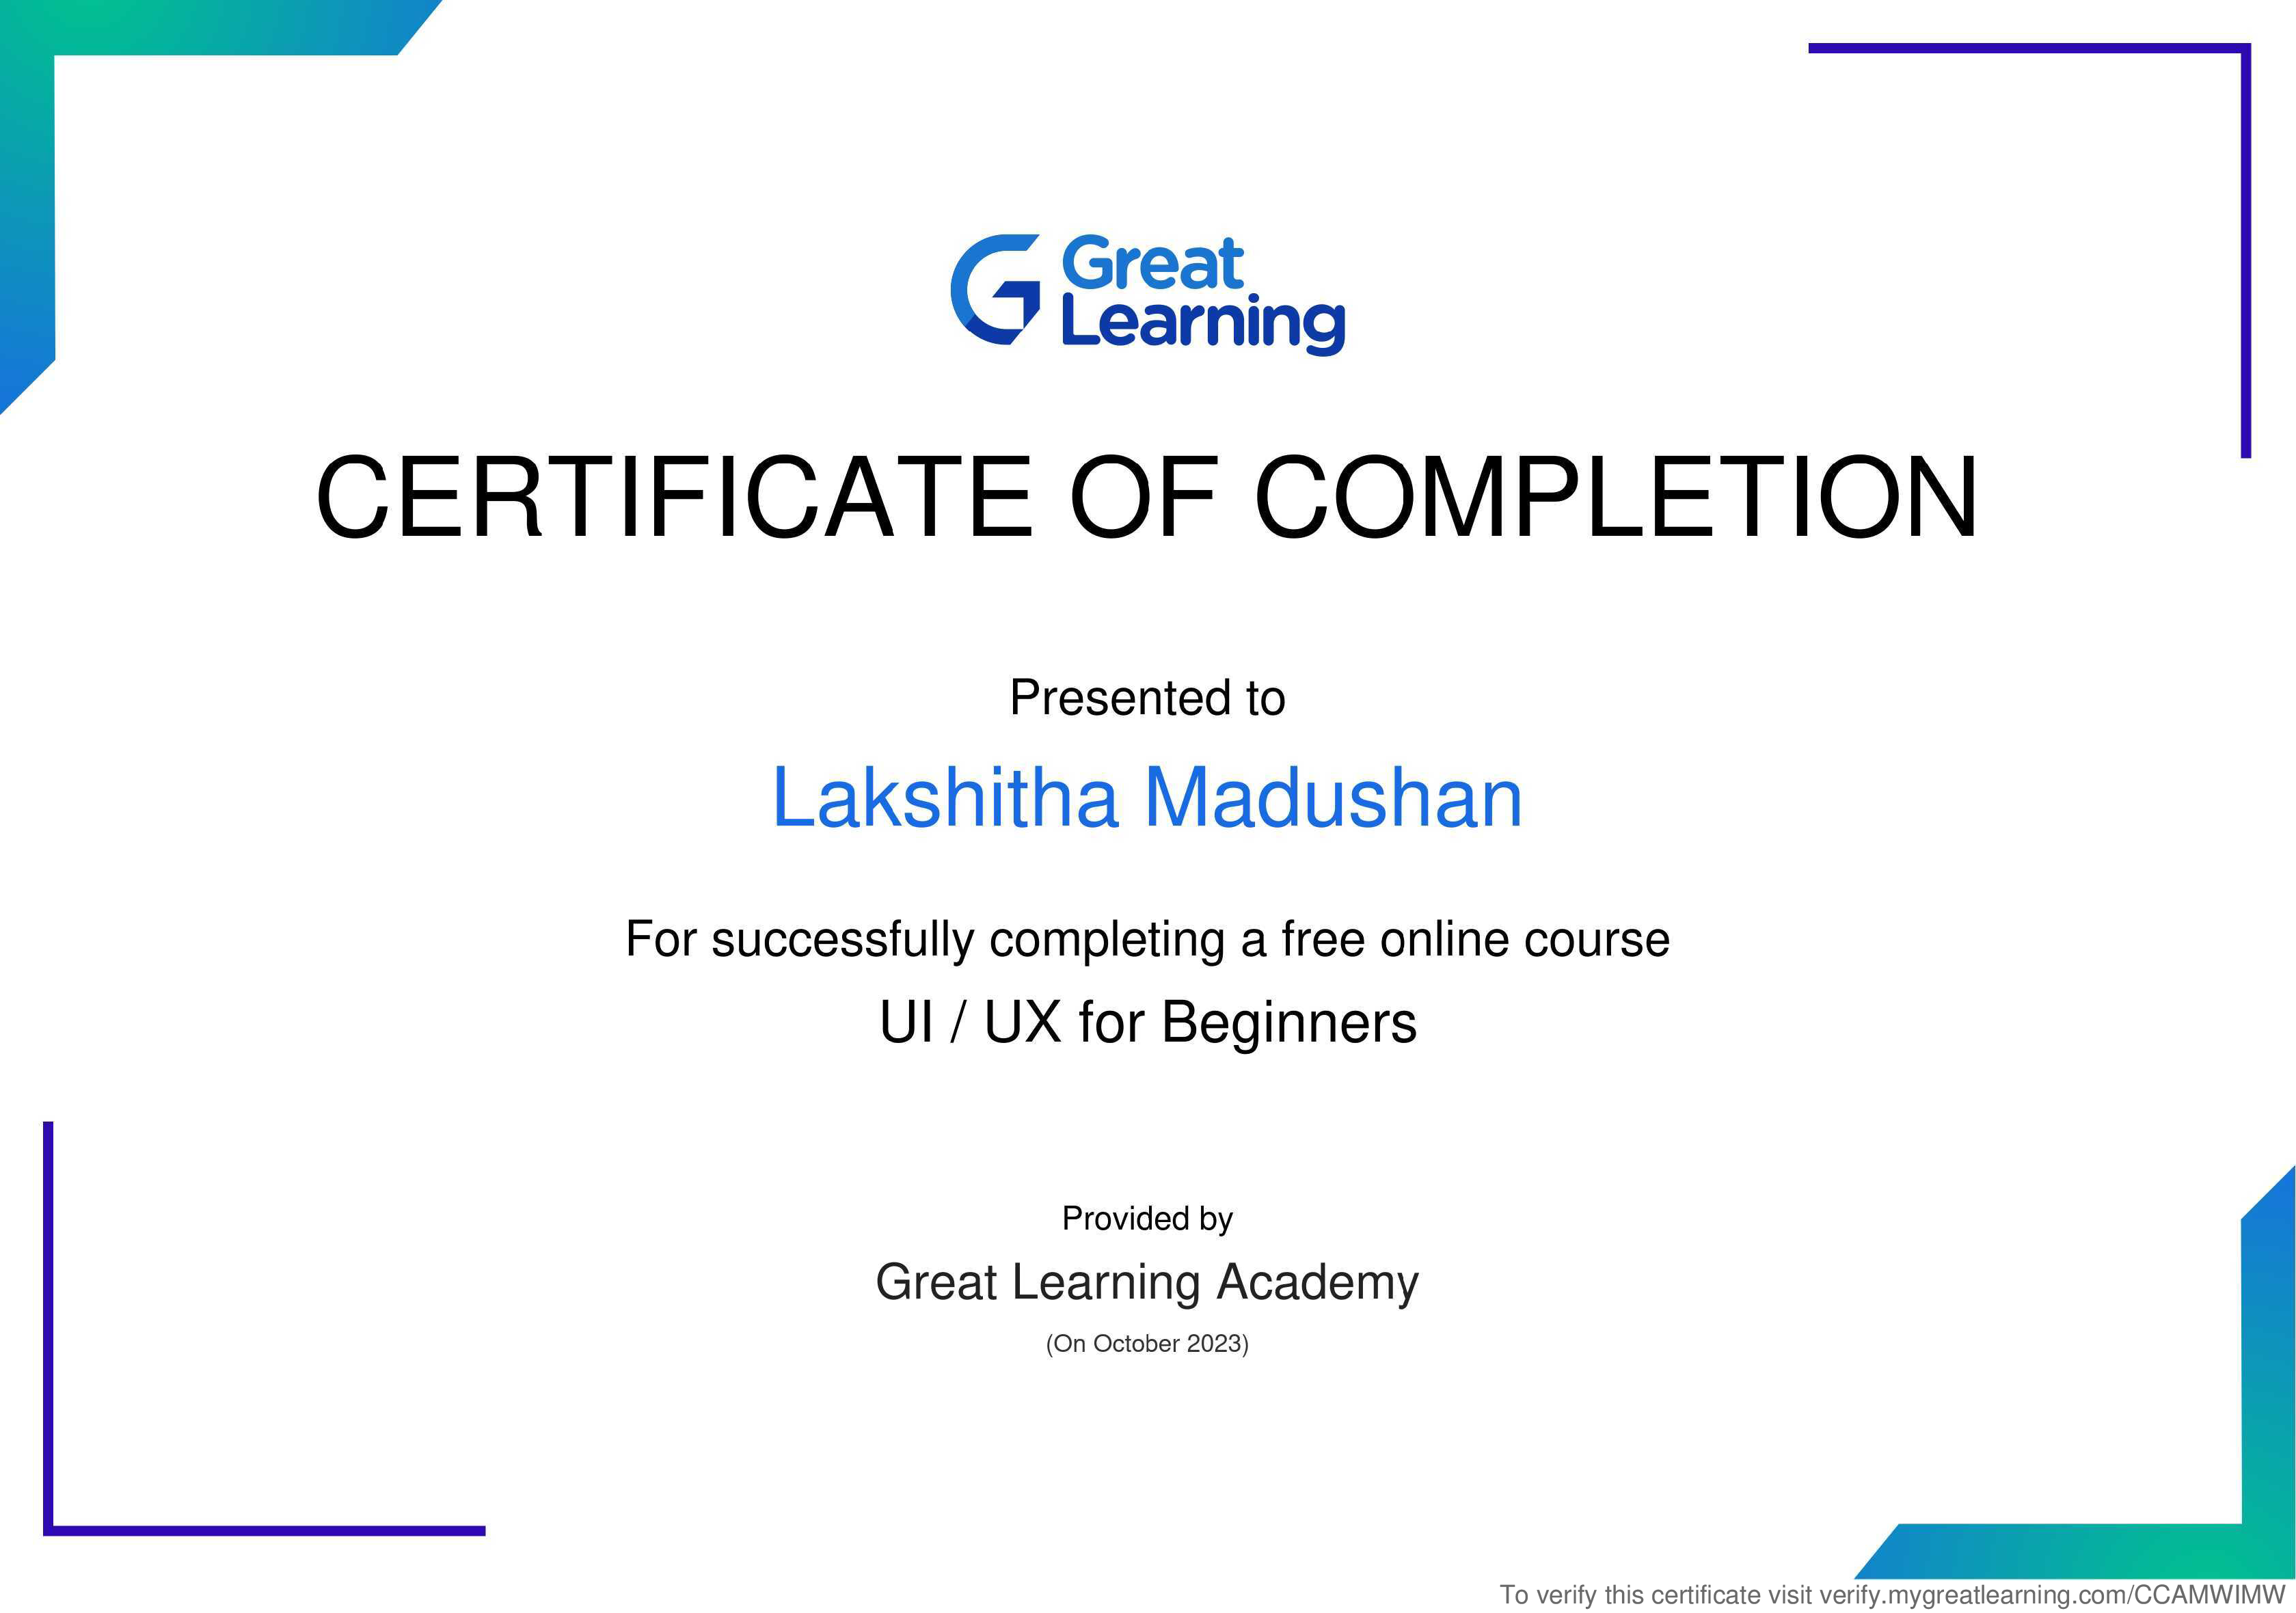 Great
Learning
CERTIFICATE OF COMPLETION
Presented to
Lakshitha Madushan
For successfully completing a free online course
UI / UX for Beginners
Provided by
Great Learning Academy
(On October 2023)
To verify this certificate visit verify.mygreatlearning.com/CCAMWIMW